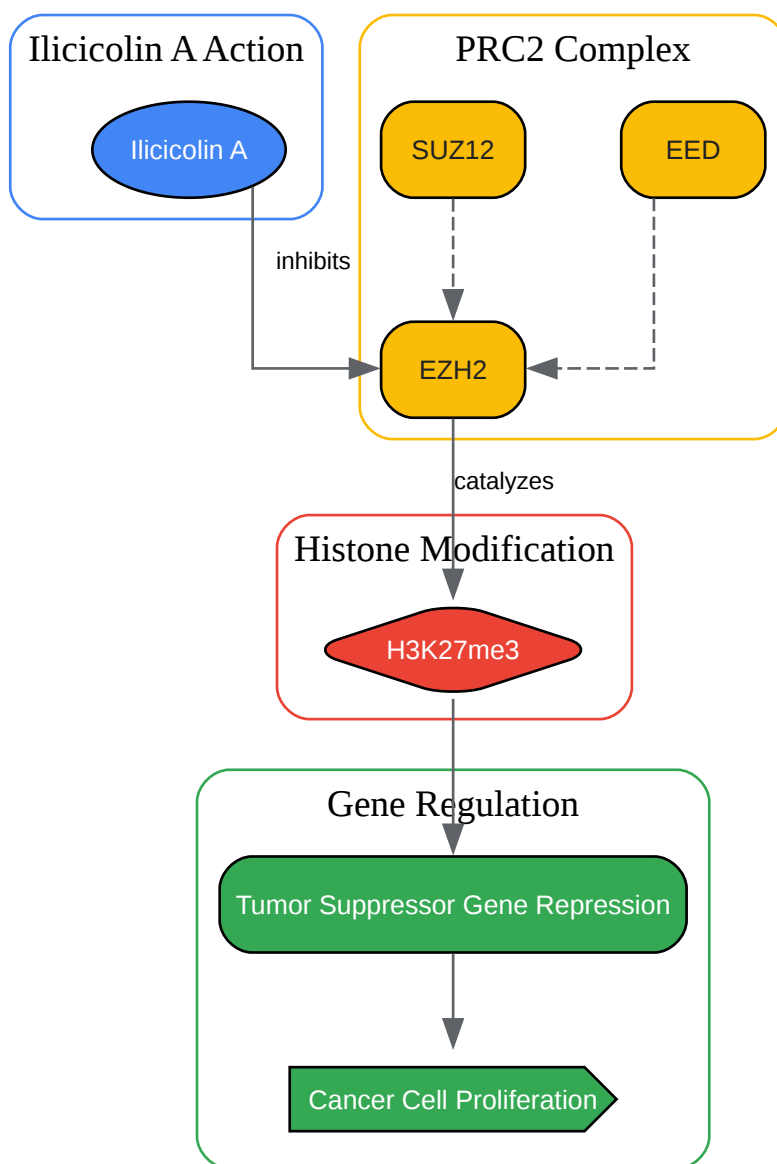 Ilicicolin A Action
PRC2 Complex
Ilicicolin A
SUZ12
EED
inhibits
EZH2
catalyzes
Histone Modification
H3K27me3
Gene Regulation
Tumor Suppressor Gene Repression
Cancer Cell Proliferation